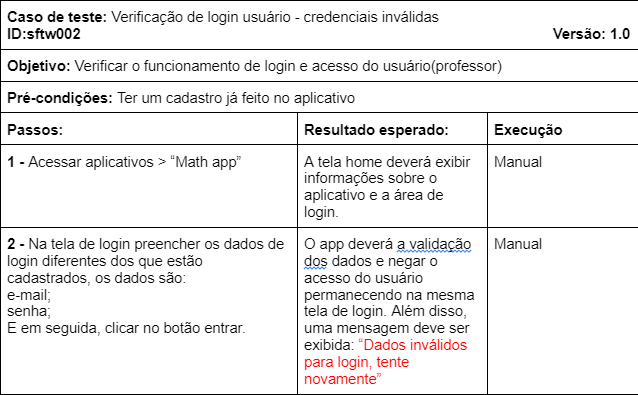 Caso de teste: Verificação de login usuário - credenciais inválidas
ID:sftw002 Versão: 1.0
Objetivo: Verificar o funcionamento de login e acesso do usuário(professor)
Pré-condições: Ter um cadastro já feito no aplicativo
Passos: Resultado esperado: Execução
1 - Acessar aplicativos > “Math app”
A tela home deverá exibir
informações sobre o
aplicativo e a área de
login.
Manual
2 - Na tela de login preencher os dados de
login diferentes dos que estão
cadastrados, os dados são:
e-mail;
senha;
E em seguida, clicar no botão entrar.
O app deverá a validação
dos dados e negar o
acesso do usuário
permanecendo na mesma
tela de login. Além disso,
uma mensagem deve ser
exibida: “Dados inválidos
para login, tente
novamente”
Manual